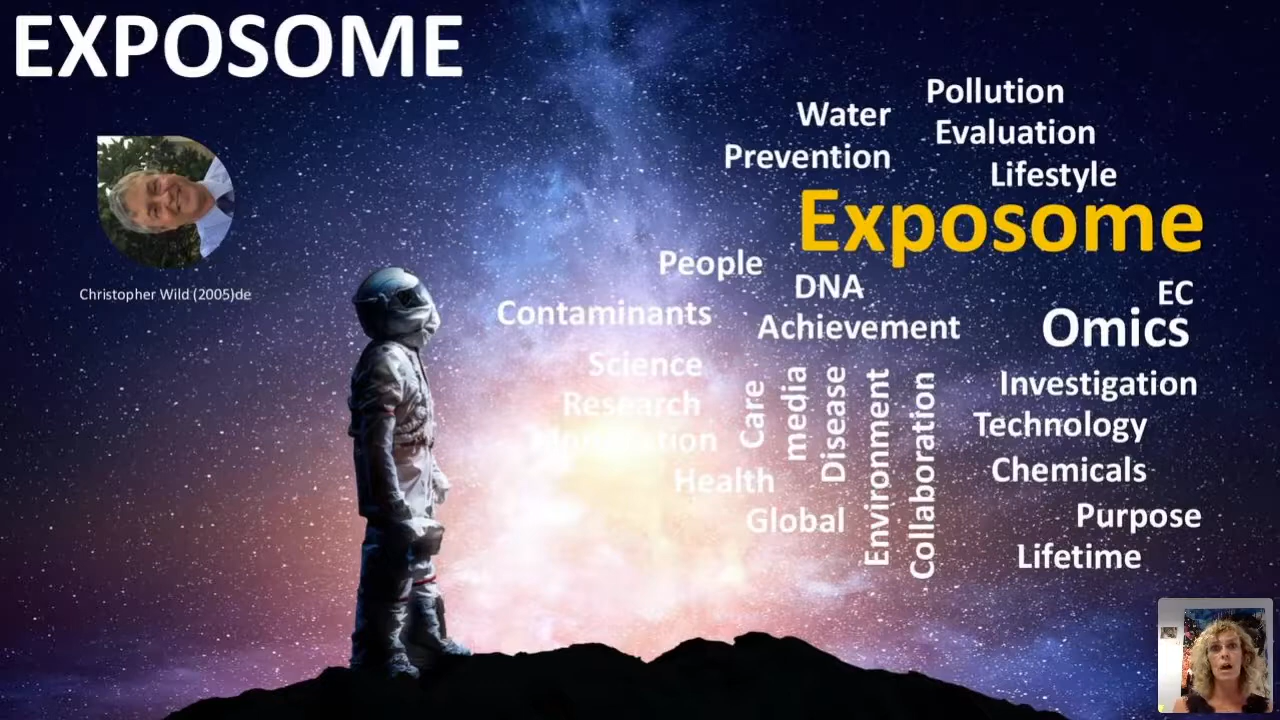 EXPOSOME
Christopher Wild (2005)de
Pollution
Water
Evaluation
Prevention
Lifestyle
Exposome
People
DNA
EC
Contaminants
Achievement
Omics
Science
Research
Care
media
Disease
Environment
Collaboration
Investigation
Technology
Chemicals
Health
Global
Purpose
Lifetime